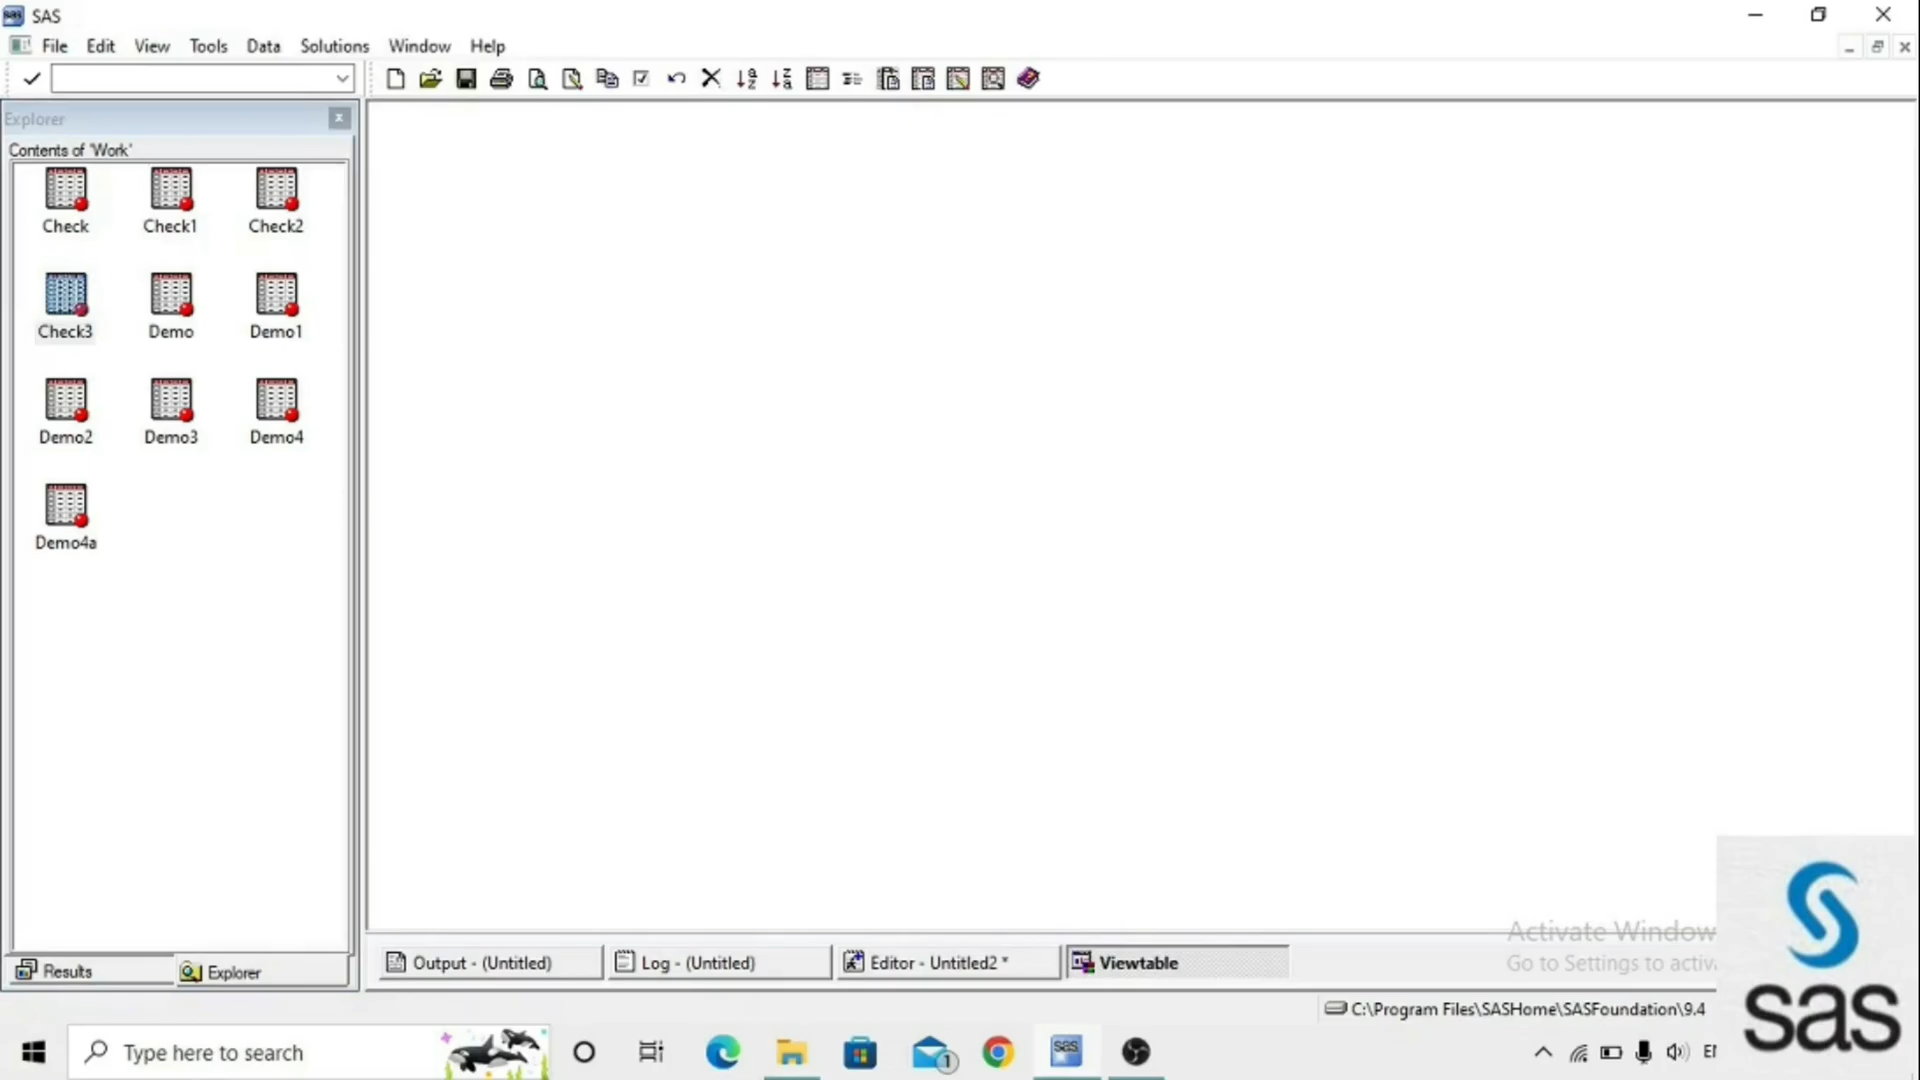 SAS
File Edit View Tools Data Solutions Window Help
Explorer
Contents of 'Work'
Check Check1 Check2
Check3 Demo Demo1
Demo2 Demo3 Demo4
Demo4a
Results Explorer
Output - (Untitled) Log - (Untitled) Editor - Untitled2 * Viewtable
Activate Window
Go to Settings to activ
C:\Program Files\SASHome\SASFoundation\9.4
sas
Type here to search
1
sas